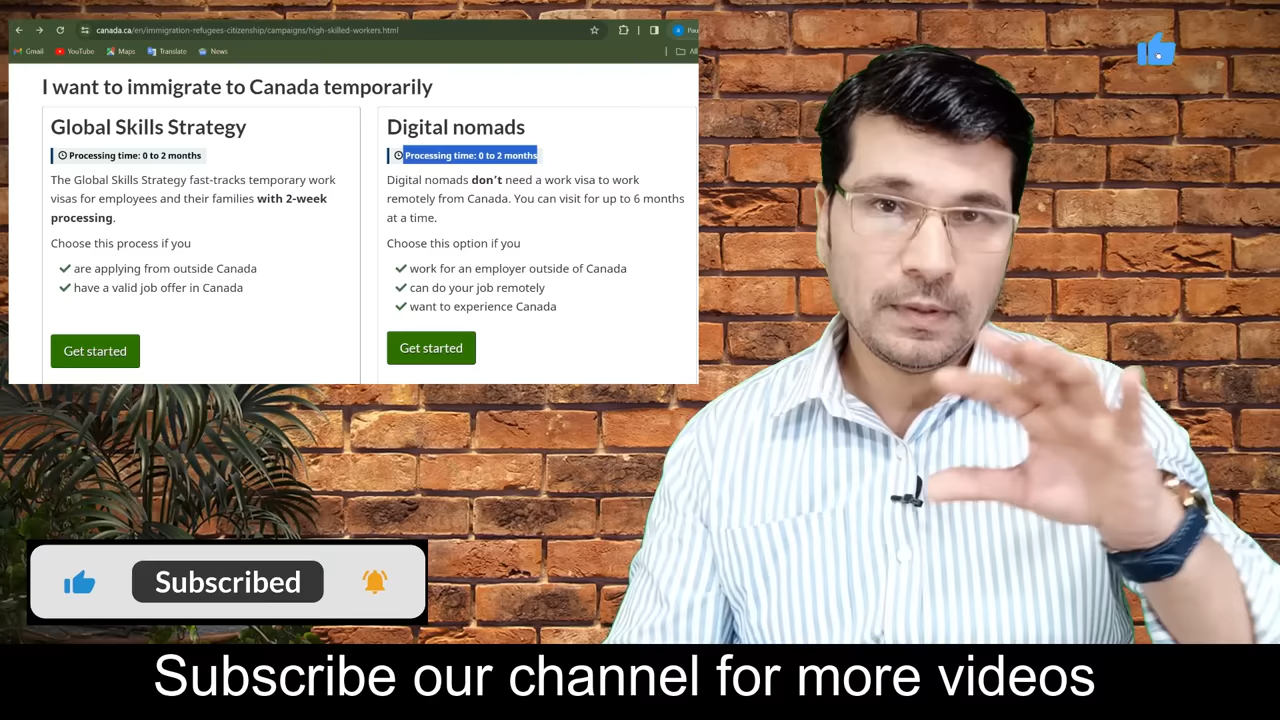 canada.ca/en/immigration-refugees-citizenship/campaigns/high-skilled-workers.html
Gmail YouTube Maps Translate News
I want to immigrate to Canada temporarily
Global Skills Strategy
Processing time: 0 to 2 months
The Global Skills Strategy fast-tracks temporary work
visas for employees and their families with 2-week
processing.
Choose this process if you
are applying from outside Canada
have a valid job offer in Canada
Get started
Digital nomads
Processing time: 0 to 2 months
Digital nomads don't need a work visa to work
remotely from Canada. You can visit for up to 6 months
at a time.
Choose this option if you
work for an employer outside of Canada
can do your job remotely
want to experience Canada
Get started
Subscribed
Subscribe our channel for more videos